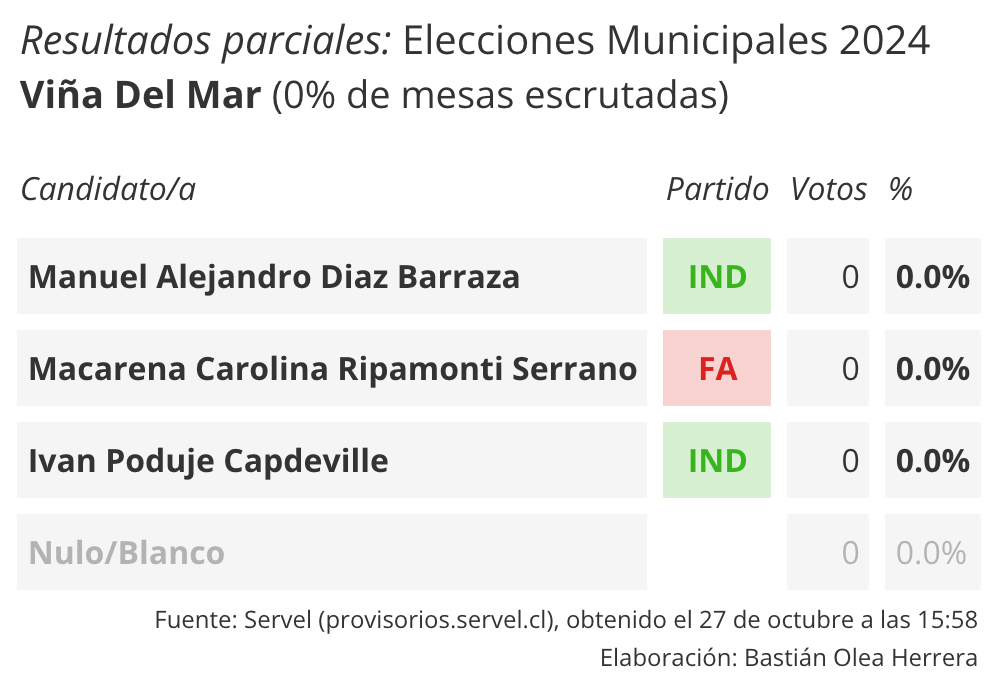 Resultados parciales: Elecciones Municipales 2024
Viña Del Mar (0% de mesas escrutadas)
Candidato/a Partido Votos %
Manuel Alejandro Diaz Barraza IND 0 0.0%
Macarena Carolina Ripamonti Serrano FA 0 0.0%
Ivan Poduje Capdeville IND 0 0.0%
Nulo/Blanco 0 0.0%
Fuente: Servel (provisorios.servel.cl), obtenido el 27 de octubre a las 15:58
Elaboración: Bastián Olea Herrera